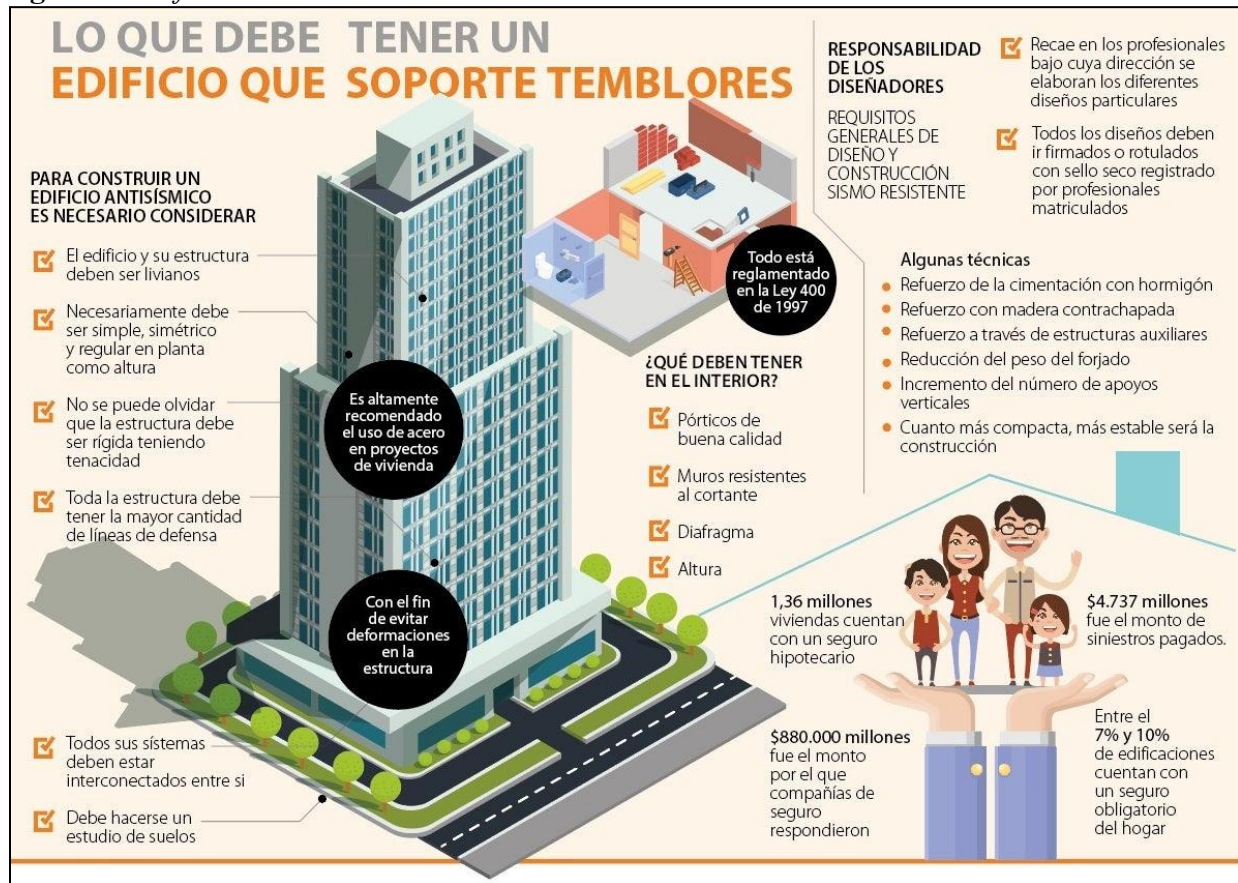 LO QUE DEBE TENER UN
EDIFICIO QUE SOPORTE TEMBLORES
PARA CONSTRUIR UN
EDIFICIO ANTISÍSMICO
ES NECESARIO CONSIDERAR
El edificio y su estructura
deben ser livianos
Necesariamente debe
ser simple, simétrico
y regular en planta
como altura
No se puede olvidar
que la estructura debe
ser rígida teniendo
tenacidad
Toda la estructura debe
tener la mayor cantidad
de líneas de defensa
Todos sus sístemas
deben estar
interconectados entre si
Debe hacerse un
estudio de suelos
Es altamente
recomendado
el uso de acero
en proyectos
de vivienda
Con el fin
de evitar
deformaciones
en la
estructura
Todo está
reglamentado
en la Ley 400
de 1997
¿QUÉ DEBEN TENER
EN EL INTERIOR?
Pórticos de
buena calidad
Muros resistentes
al cortante
Diafragma
Altura
RESPONSABILIDAD
DE LOS
DISEÑADORES
REQUISITOS
GENERALES DE
DISEÑO Y
CONSTRUCCIÓN
SISMO RESISTENTE
Recae en los profesionales
bajo cuya dirección se
elaboran los diferentes
diseños particulares
Todos los diseños deben
ir firmados o rotulados
con sello seco registrado
por profesionales
matriculados
Algunas técnicas
Refuerzo de la cimentación con hormigón
Refuerzo con madera contrachapada
Refuerzo a través de estructuras auxiliares
Reducción del peso del forjado
Incremento del número de apoyos
verticales
Cuanto más compacta, más estable será la
construcción
1,36 millones
viviendas cuentan
con un seguro
hipotecario
$4.737 millones
fue el monto de
siniestros pagados.
$880.000 millones
fue el monto
por el que
compañías de
seguro
respondieron
Entre el
7% y 10%
de edificaciones
cuentan con
un seguro
obligatorio
del hogar